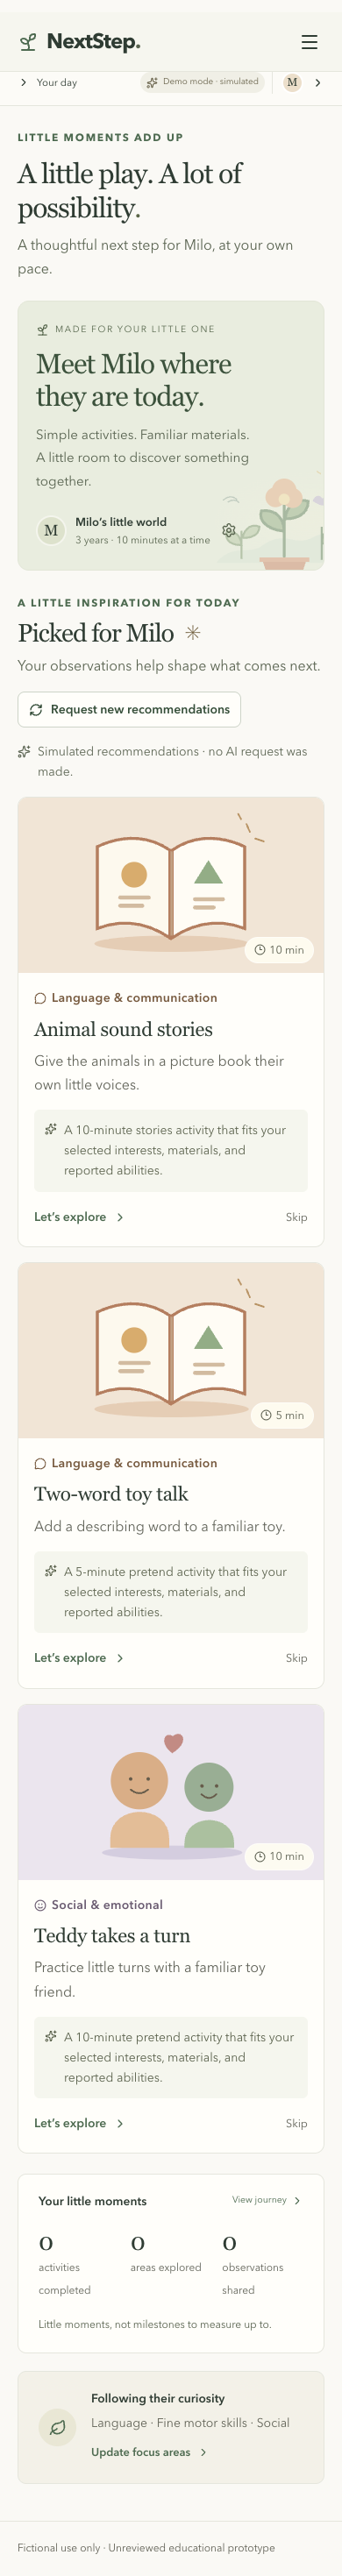 NextStep.
Your day
Demo mode · simulated
M
LITTLE MOMENTS ADD UP
A little play. A lot of
possibility.
A thoughtful next step for Milo, at your own
pace.
MADE FOR YOUR LITTLE ONE
Meet Milo where
they are today.
Simple activities. Familiar materials.
A little room to discover something
together.
M
Milo’s little world
3 years · 10 minutes at a time
A LITTLE INSPIRATION FOR TODAY
Picked for Milo
Your observations help shape what comes next.
Request new recommendations
Simulated recommendations · no AI request was
made.
10 min
Language & communication
Animal sound stories
Give the animals in a picture book their
own little voices.
A 10-minute stories activity that fits your
selected interests, materials, and
reported abilities.
Let’s explore
Skip
5 min
Language & communication
Two-word toy talk
Add a describing word to a familiar toy.
A 5-minute pretend activity that fits your
selected interests, materials, and
reported abilities.
Let’s explore
Skip
10 min
Social & emotional
Teddy takes a turn
Practice little turns with a familiar toy
friend.
A 10-minute pretend activity that fits your
selected interests, materials, and
reported abilities.
Let’s explore
Skip
Your little moments
View journey
0
activities
completed
0
areas explored
0
observations
shared
Little moments, not milestones to measure up to.
Following their curiosity
Language · Fine motor skills · Social
Update focus areas
Fictional use only · Unreviewed educational prototype